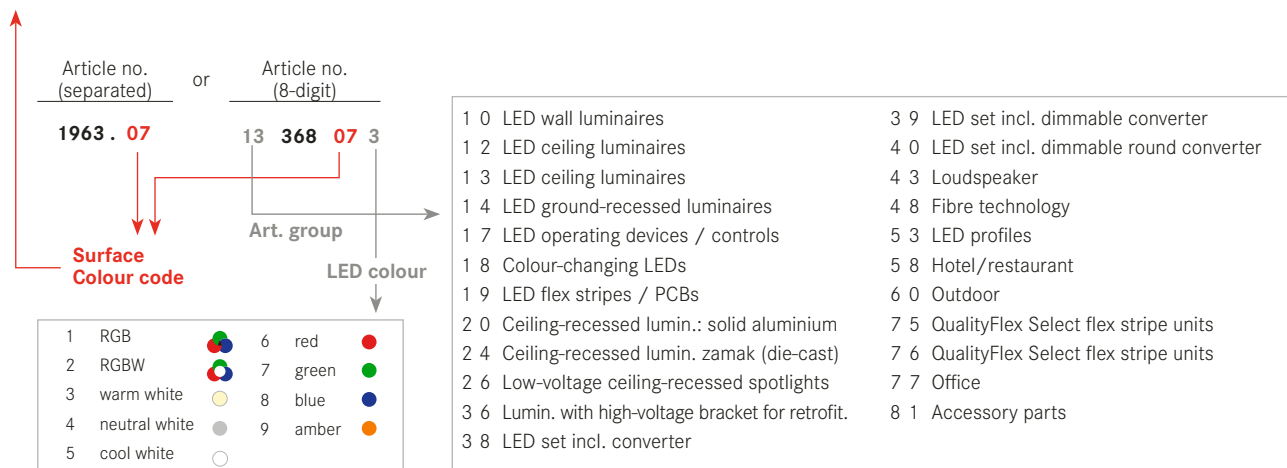 Article no.
(separated)
or
Article no.
(8-digit)
1963. 07
13 368 07 3
Art. group
Surface
Colour code
LED colour
1 RGB
2 RGBW
3 warm white
4 neutral white
5 cool white
6 red
7 green
8 blue
9 amber
1 0 LED wall luminaires
1 2 LED ceiling luminaires
1 3 LED ceiling luminaires
1 4 LED ground-recessed luminaires
1 7 LED operating devices / controls
1 8 Colour-changing LEDs
1 9 LED flex stripes / PCBs
2 0 Ceiling-recessed lumin.: solid aluminium
2 4 Ceiling-recessed lumin. zamak (die-cast)
2 6 Low-voltage ceiling-recessed spotlights
3 6 Lumin. with high-voltage bracket for retrofit.
3 8 LED set incl. converter
3 9 LED set incl. dimmable converter
4 0 LED set incl. dimmable round converter
4 3 Loudspeaker
4 8 Fibre technology
5 3 LED profiles
5 8 Hotel/restaurant
6 0 Outdoor
7 5 QualityFlex Select flex stripe units
7 6 QualityFlex Select flex stripe units
7 7 Office
8 1 Accessory parts